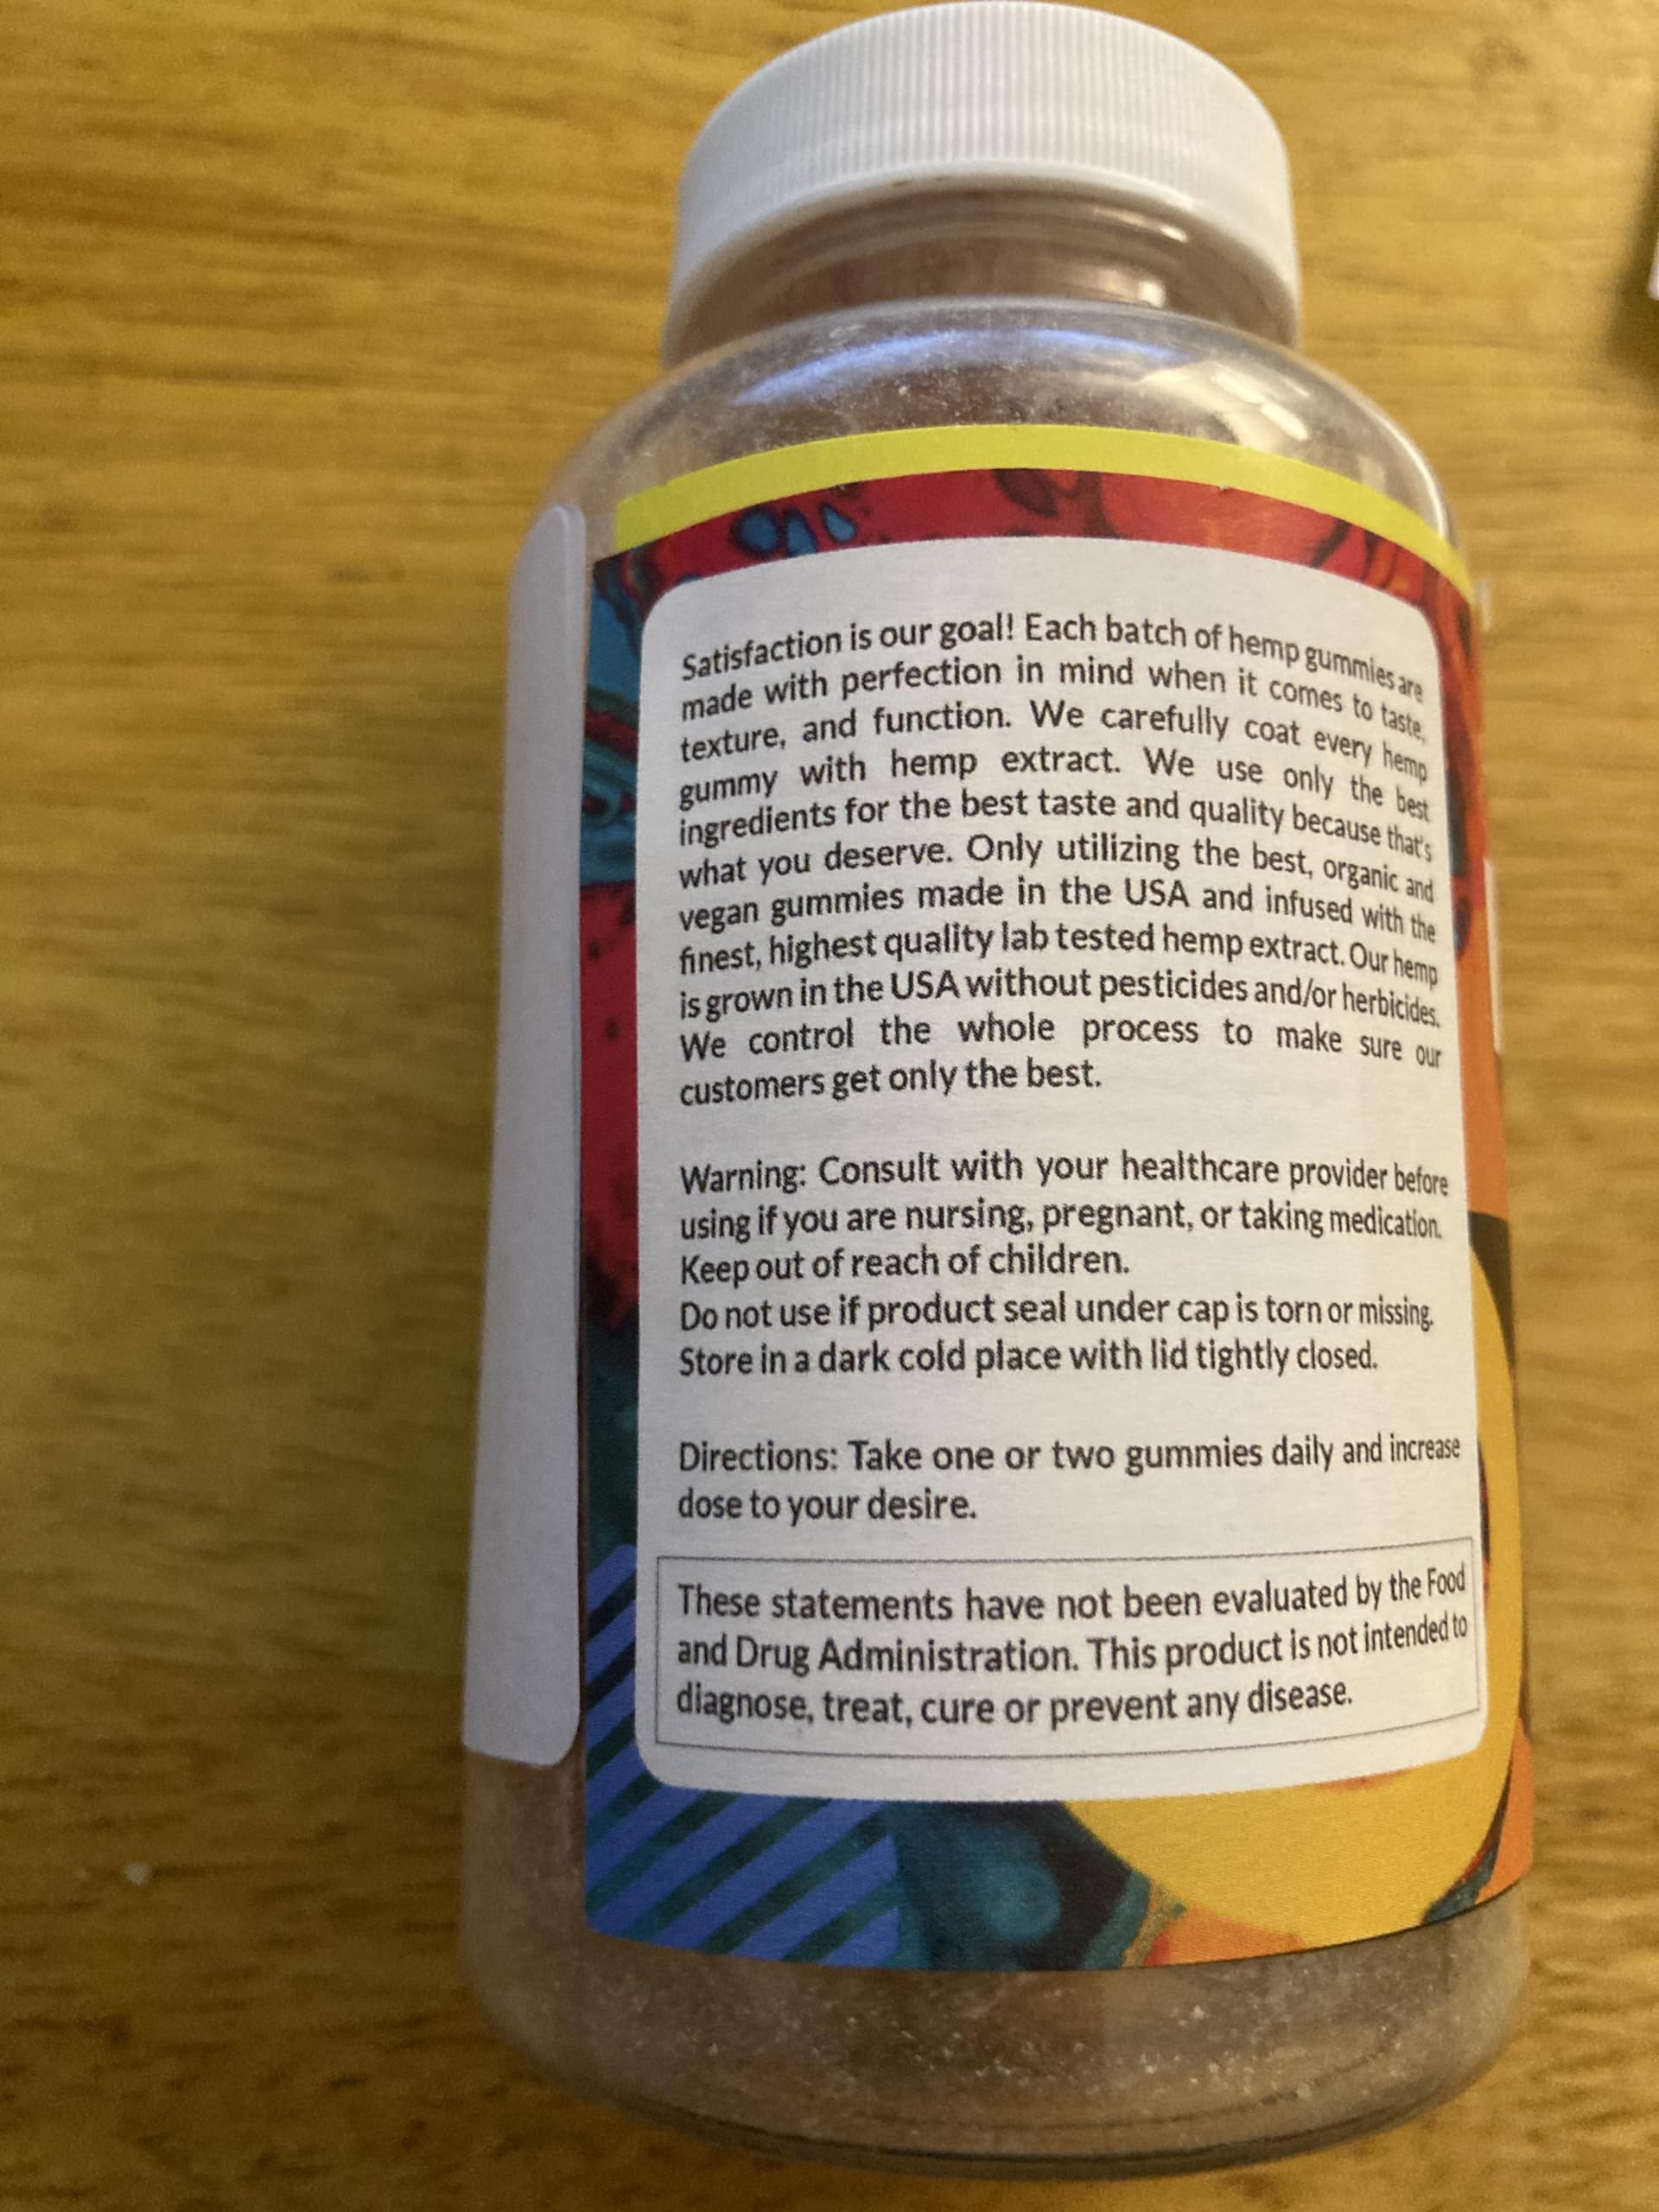 Satisfaction is our goal! Each batch of hemp gummies are
made with perfection in mind when it comes to taste,
texture, and function. We carefully coat every hemp
gummy with hemp extract. We use only the best
ingredients for the best taste and quality because that's
what you deserve. Only utilizing the best, organic and
vegan gummies made in the USA and infused with the
finest, highest quality lab tested hemp extract. Our hemp
is grown in the USA without pesticides and/or herbicides.
We control the whole process to make sure our
customers get only the best.
Warning: Consult with your healthcare provider before
using if you are nursing, pregnant, or taking medication.
Keep out of reach of children.
Do not use if product seal under cap is torn or missing.
Store in a dark cold place with lid tightly closed.
Directions: Take one or two gummies daily and increase
dose to your desire.
These statements have not been evaluated by the Food
and Drug Administration. This product is not intended to
diagnose, treat, cure or prevent any disease.